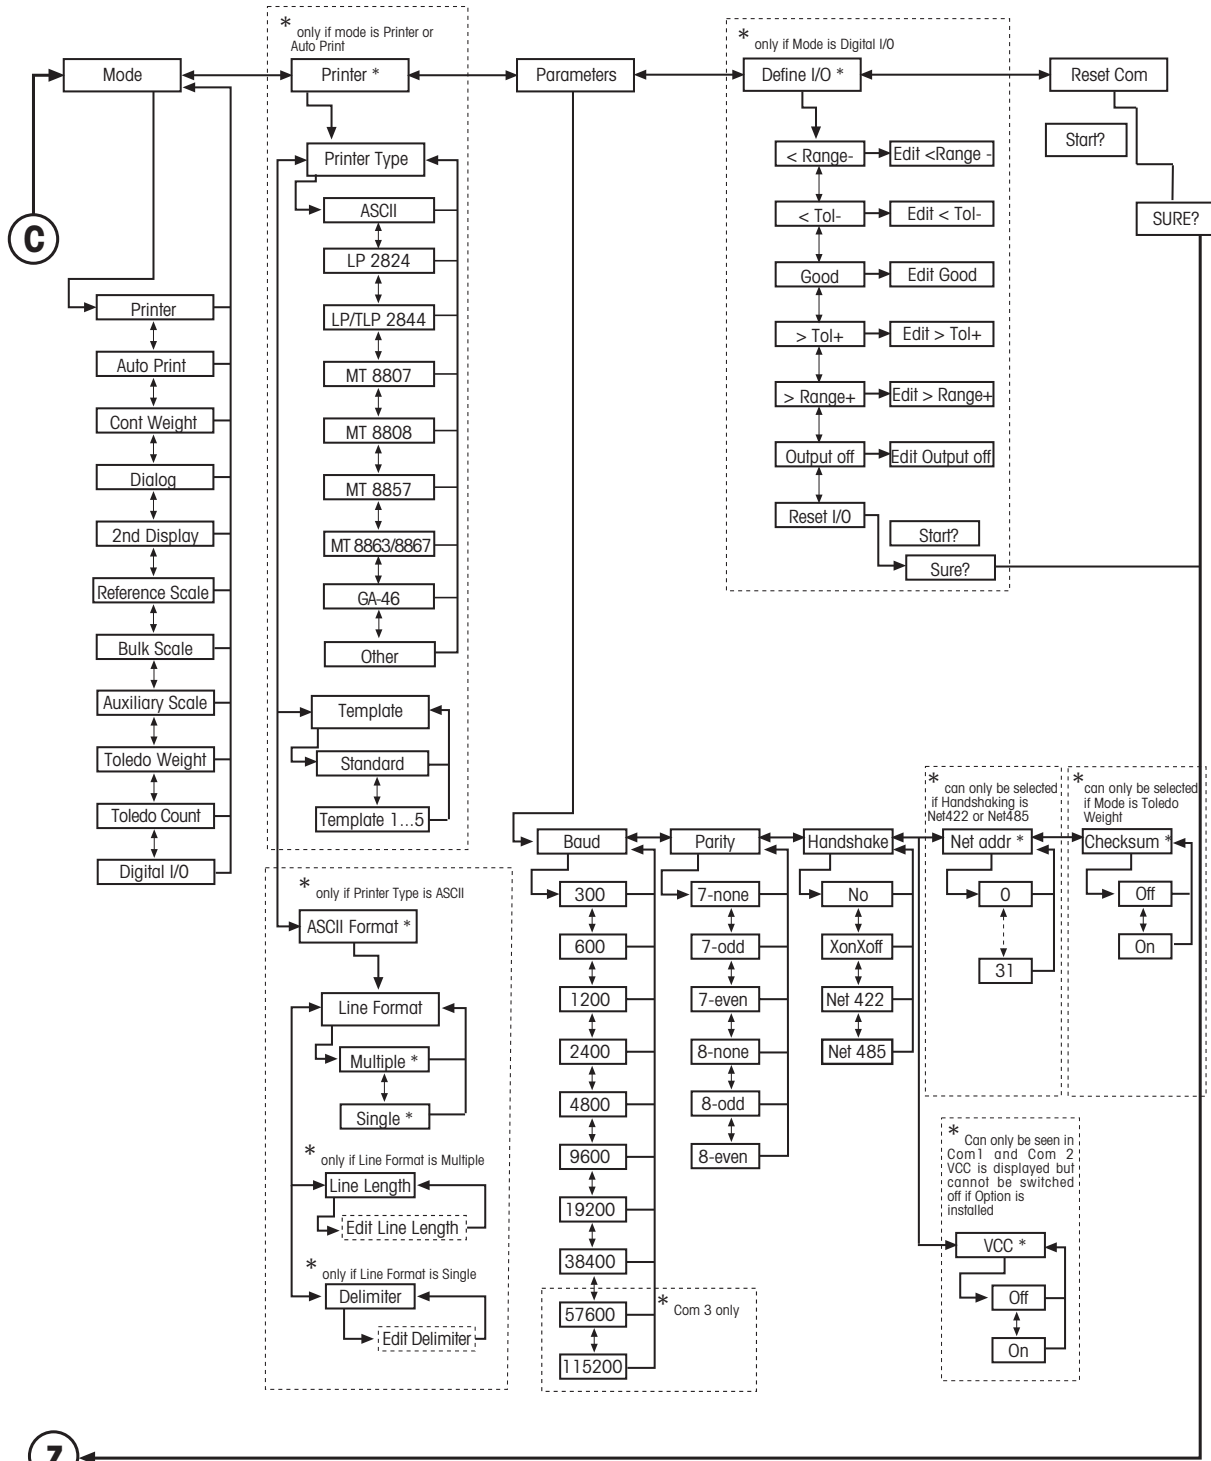 * only if mode is Printer or
Auto Print
* only if Mode is Digital I/0
Mode
Printer *
Parameters
Define I/O *
Reset Com
Start?
SURE?
C
Printer
Auto Print
Cont Weight
Dialog
2nd Display
Reference Scale
Bulk Scale
Auxiliary Scale
Toledo Weight
Toledo Count
Digital I/0
Printer Type
ASCII
LP 2824
LP/TLP 2844
MT 8807
MT 8808
MT 8857
MT 8863/8867
GA-46
Other
Template
Standard
Template 1...5
* only if Printer Type is ASCII
ASCII Format *
Line Format
Multiple *
Single *
* only if Line Format is Multiple
Line Length
Edit Line Length
* only if Line Format is Single
Delimiter
Edit Delimiter
< Range-
Edit <Range -
< Tol-
Edit < Tol-
Good
Edit Good
> Tol+
Edit > Tol+
> Range+
Edit > Range+
Output off
Edit Output off
Reset I/0
Start?
Sure?
Baud
300
600
1200
2400
4800
9600
19200
38400
57600
115200
* Com 3 only
Parity
7-none
7-odd
7-even
8-none
8-odd
8-even
Handshake
No
XonXoff
Net 422
Net 485
* can only be selected
if Handshaking is
Net422 or Net485
Net addr *
0
31
* can only be selected
if Mode is Toledo
Weight
Checksum *
Off
On
* Can only be seen in
Com1 and Com 2
VCC is displayed but
cannot be switched
off if Option is
installed
VCC *
Off
On
Z